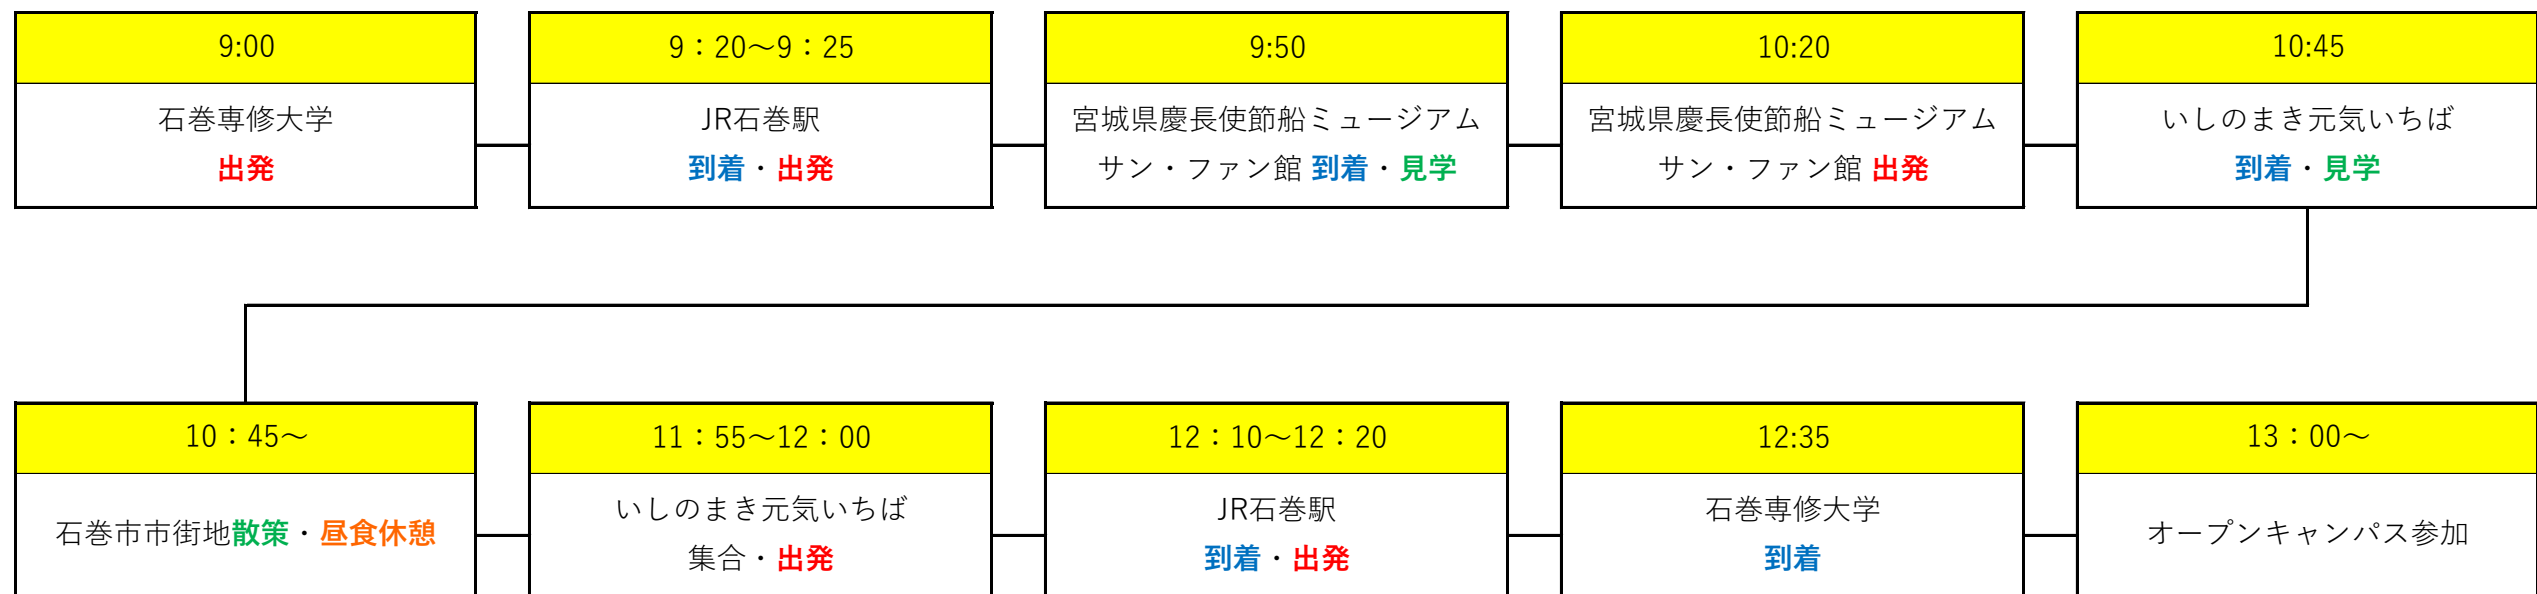 9:00
石巻専修大学
出発
9：20～9：25
JR石巻駅
到着・出発
9:50
宮城県慶長使節船ミュージアム
サン・ファン館 到着・見学
10:20
宮城県慶長使節船ミュージアム
サン・ファン館 出発
10:45
いしのまき元気いちば
到着・見学
10：45～
石巻市市街地散策・昼食休憩
11：55～12：00
いしのまき元気いちば
集合・出発
12：10～12：20
JR石巻駅
到着・出発
12:35
石巻専修大学
到着
13：00～
オープンキャンパス参加